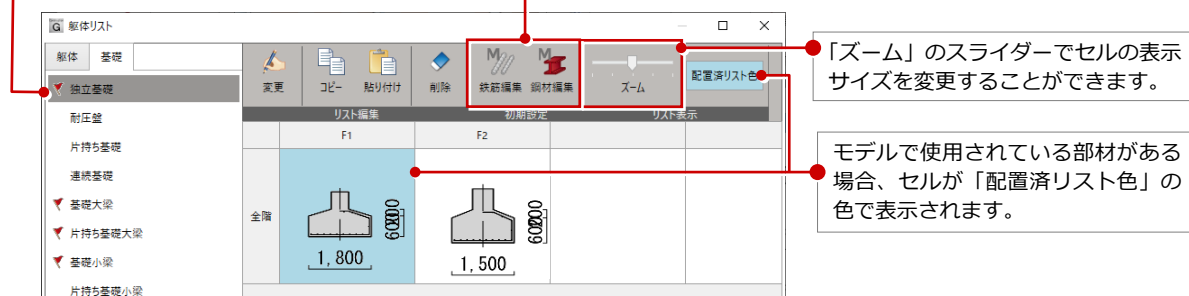 G 躯体リスト
躯体 基礎
独立基礎
耐圧盤
片持ち基礎
連続基礎
基礎大梁
片持ち基礎大梁
基礎小梁
片持ち基礎小梁
変更 コピー 貼り付け 削除 鉄筋編集 鋼材編集 ズーム 配置済リスト色
リスト編集 初期設定 リスト表示
F1 F2
全階
1,800
1,500
「ズーム」のスライダーでセルの表示
サイズを変更することができます。
モデルで使用されている部材がある
場合、セルが「配置済リスト色」の
色で表示されます。